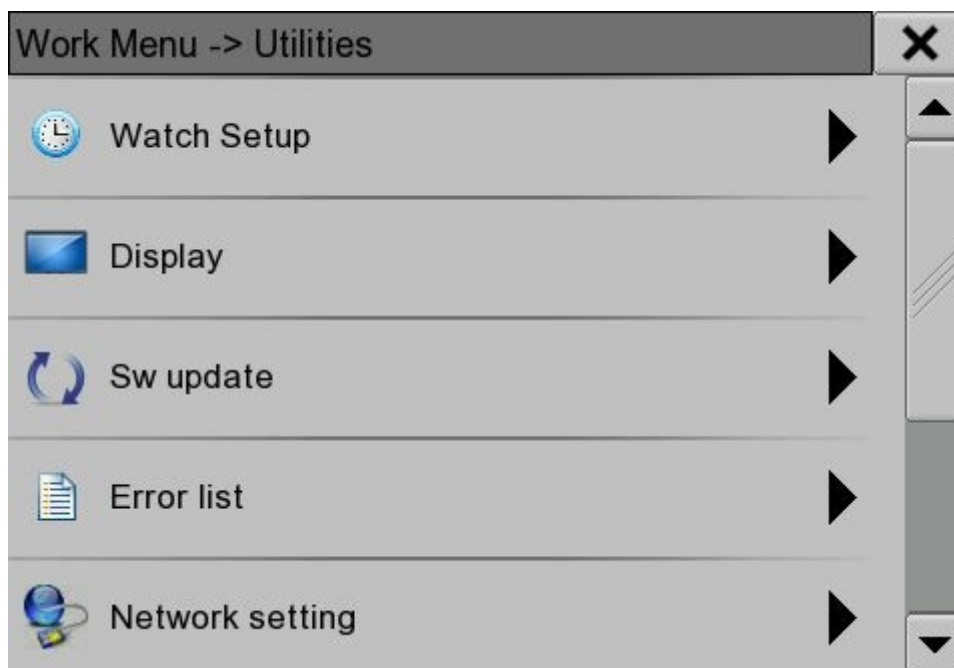 Work Menu -> Utilities
Watch Setup
Display
Sw update
Error list
Network setting